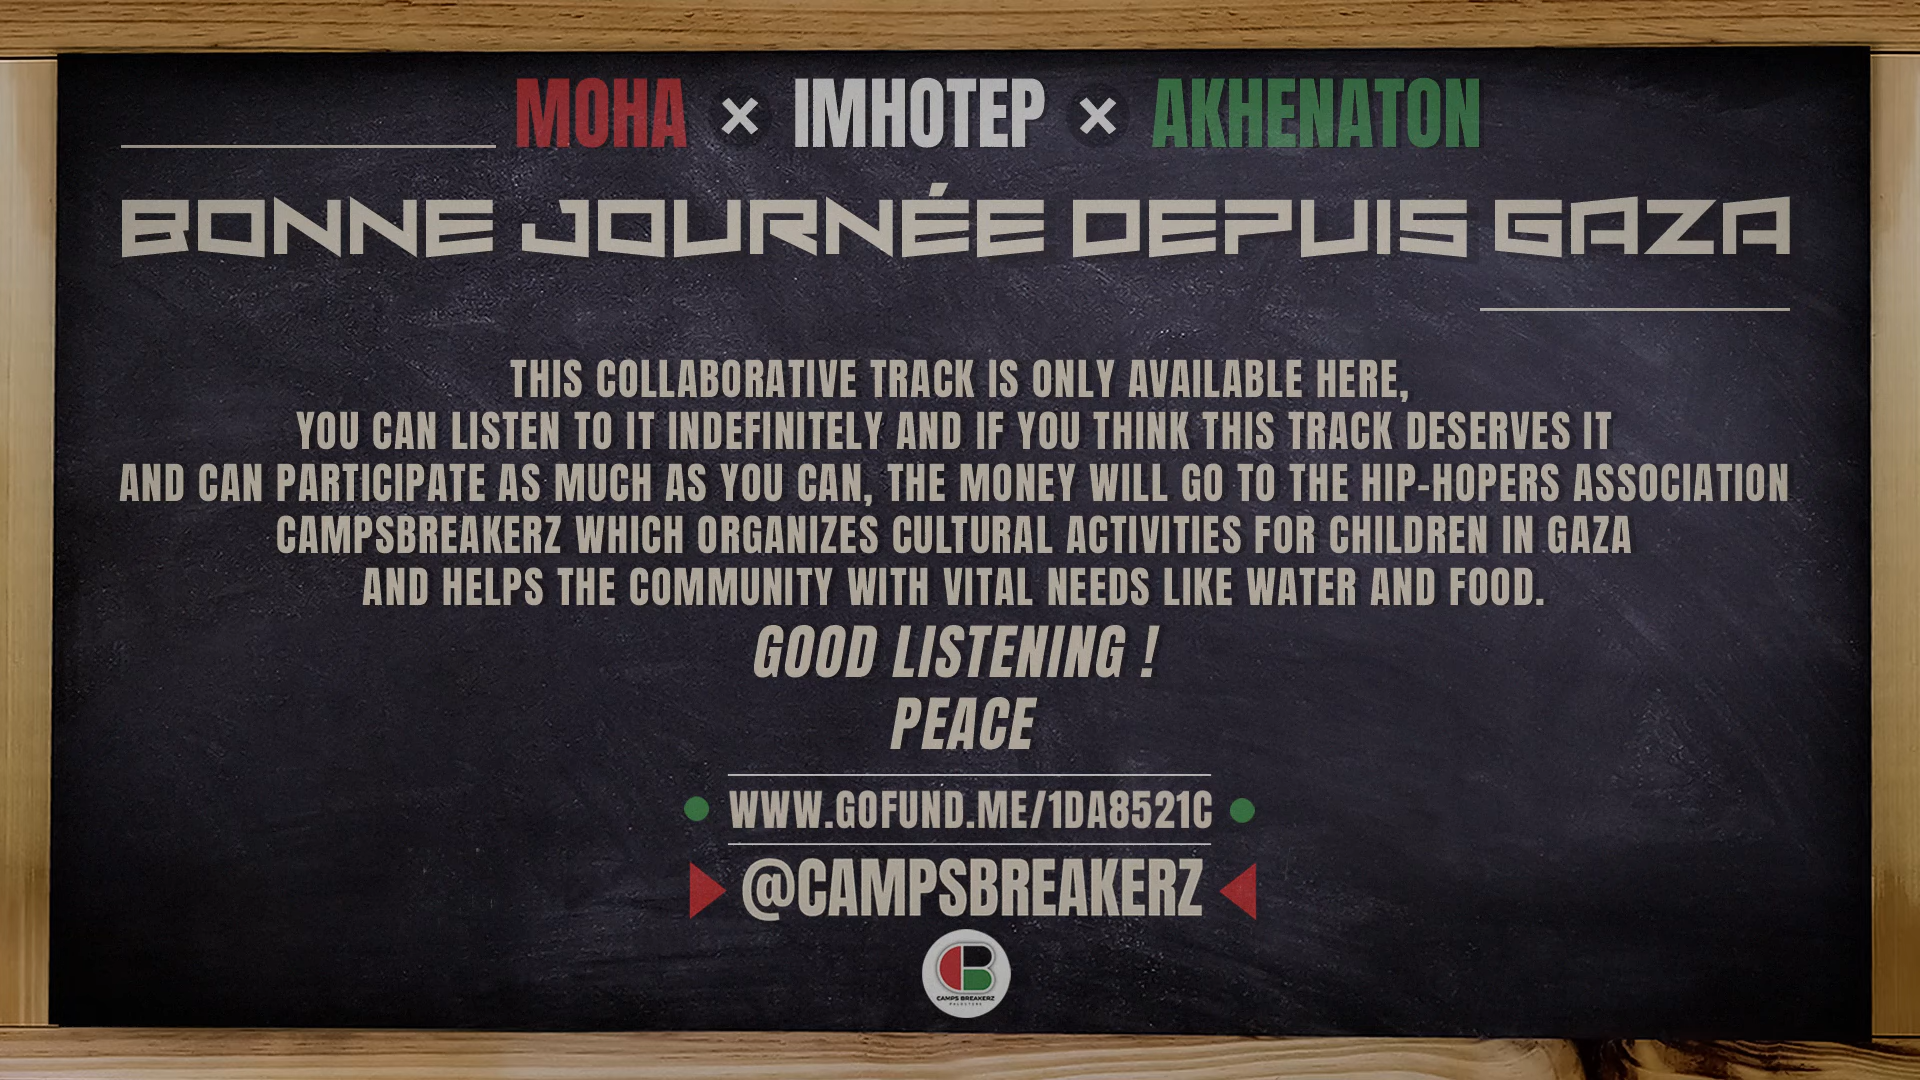 MOHA × IMHOTEP × AKHENATON
BONNE JOURNÉE DEPUIS GAZA
THIS COLLABORATIVE TRACK IS ONLY AVAILABLE HERE,
YOU CAN LISTEN TO IT INDEFINITELY AND IF YOU THINK THIS TRACK DESERVES IT
AND CAN PARTICIPATE AS MUCH AS YOU CAN, THE MONEY WILL GO TO THE HIP-HOPERS ASSOCIATION
CAMPSBREAKERZ WHICH ORGANIZES CULTURAL ACTIVITIES FOR CHILDREN IN GAZA
AND HELPS THE COMMUNITY WITH VITAL NEEDS LIKE WATER AND FOOD.
GOOD LISTENING !
PEACE
WWW.GOFUND.ME/1DA8521C
@CAMPSBREAKERZ
CB
CAMPS BREAKERZ